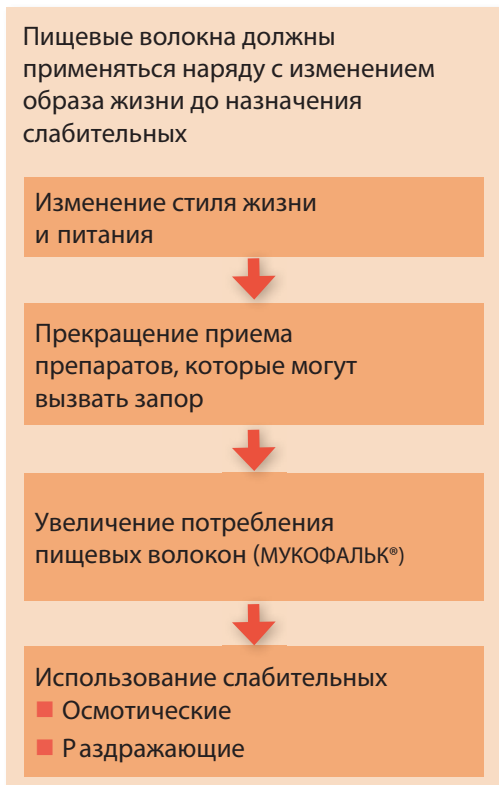 Пищевые волокна должны
применяться наряду с изменением
образа жизни до назначения
слабительных
Изменение стиля жизни
и питания
Прекращение приема
препаратов, которые могут
вызвать запор
Увеличение потребления
пищевых волокон (МУКОФАЛЬК®)
Использование слабительных
Осмотические
Раздражающие